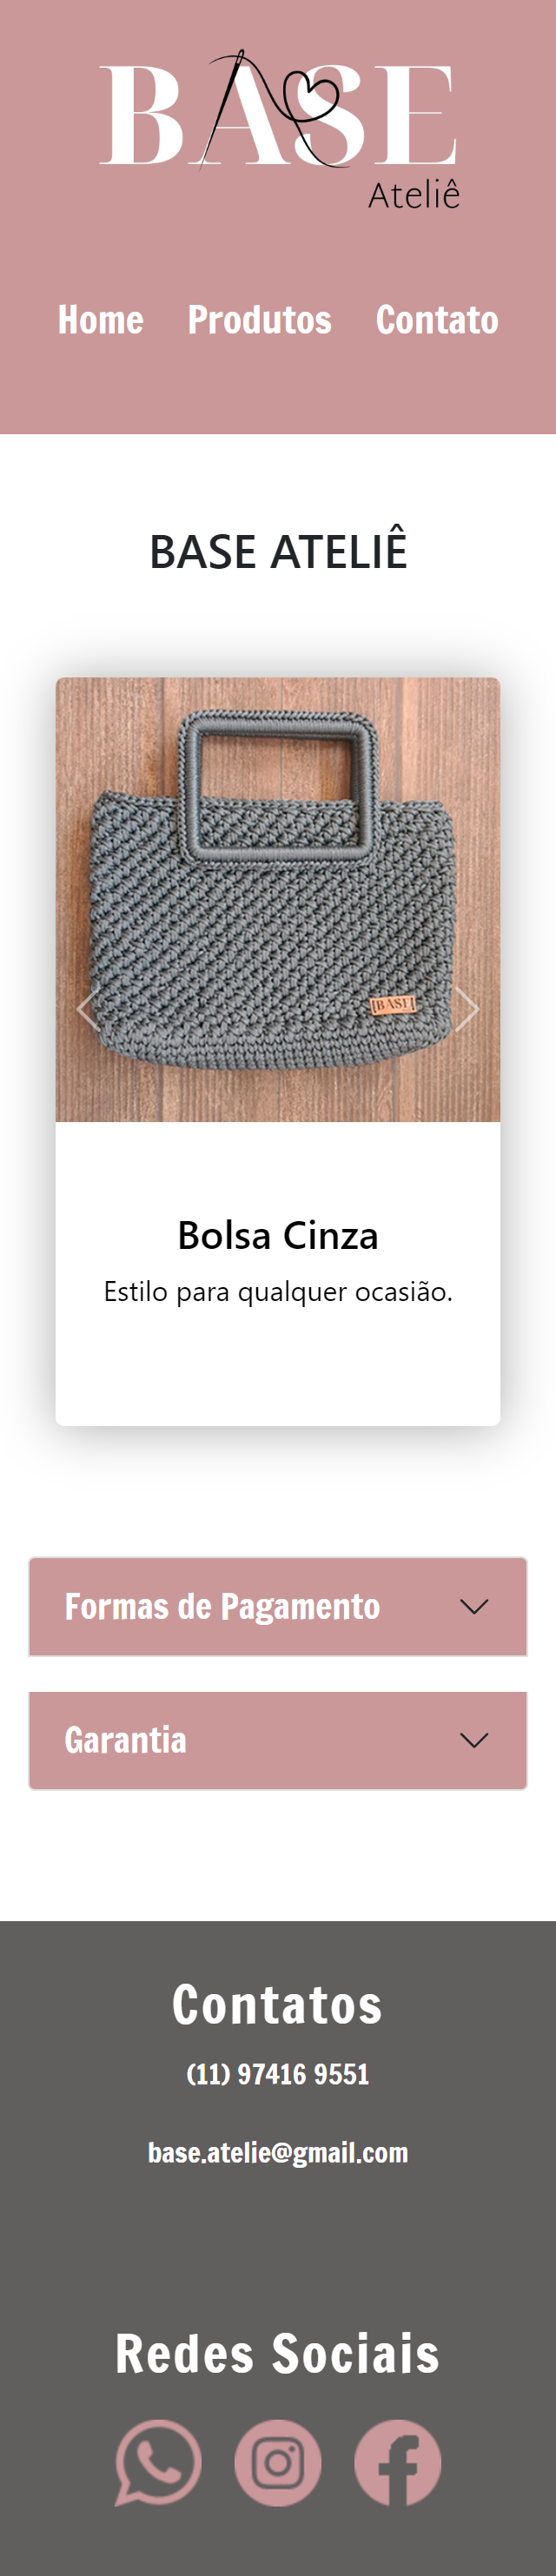 BASE
Ateliê
Home Produtos Contato
BASE ATELIÊ
BASE
Bolsa Cinza
Estilo para qualquer ocasião.
Formas de Pagamento
Garantia
Contatos
(11) 97416 9551
base.atelie@gmail.com
Redes Sociais